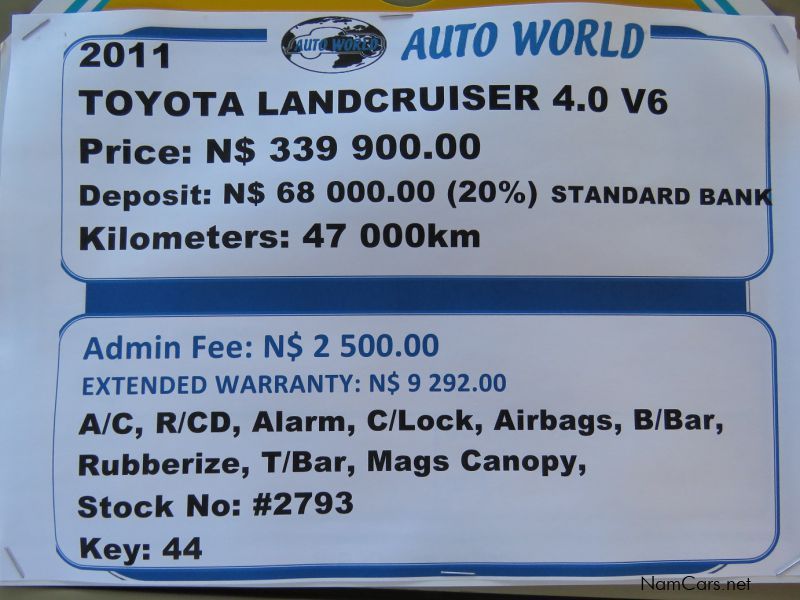 AUTO WORLD AUTO WORLD
2011
TOYOTA LANDCRUISER 4.0 V6
Price: N$ 339 900.00
Deposit: N$ 68 000.00 (20%) STANDARD BANK
Kilometers: 47 000km
Admin Fee: N$ 2 500.00
EXTENDED WARRANTY: N$ 9 292.00
A/C, R/CD, Alarm, C/Lock, Airbags, B/Bar,
Rubberize, T/Bar, Mags Canopy,
Stock No: #2793
Key: 44
NamCars.net